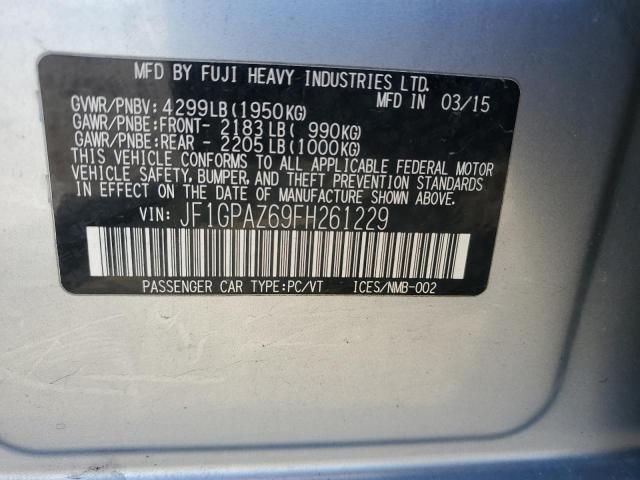 MFD BY FUJI HEAVY INDUSTRIES LTD.
MFD IN 03/15
GVWR/PNBV: 4299LB(1950KG)
GAWR/PNBE:FRONT- 2183LB( 990KG)
GAWR/PNBE:REAR - 2205LB(1000KG)
THIS VEHICLE CONFORMS TO ALL APPLICABLE FEDERAL MOTOR
VEHICLE SAFETY, BUMPER, AND THEFT PREVENTION STANDARDS
IN EFFECT ON THE DATE OF MANUFACTURE SHOWN ABOVE.
VIN: JF1GPAZ69FH261229
PASSENGER CAR TYPE:PC/VT ICES/NMB-002